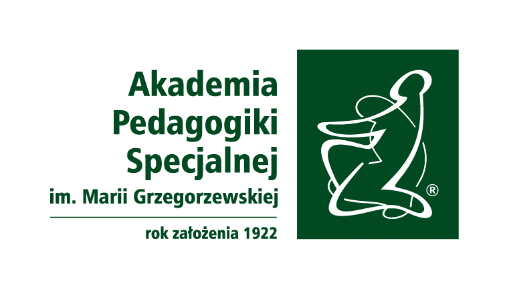 Akademia
Pedagogiki
Specjalnej
im. Marii Grzegorzewskiej
rok założenia 1922
®